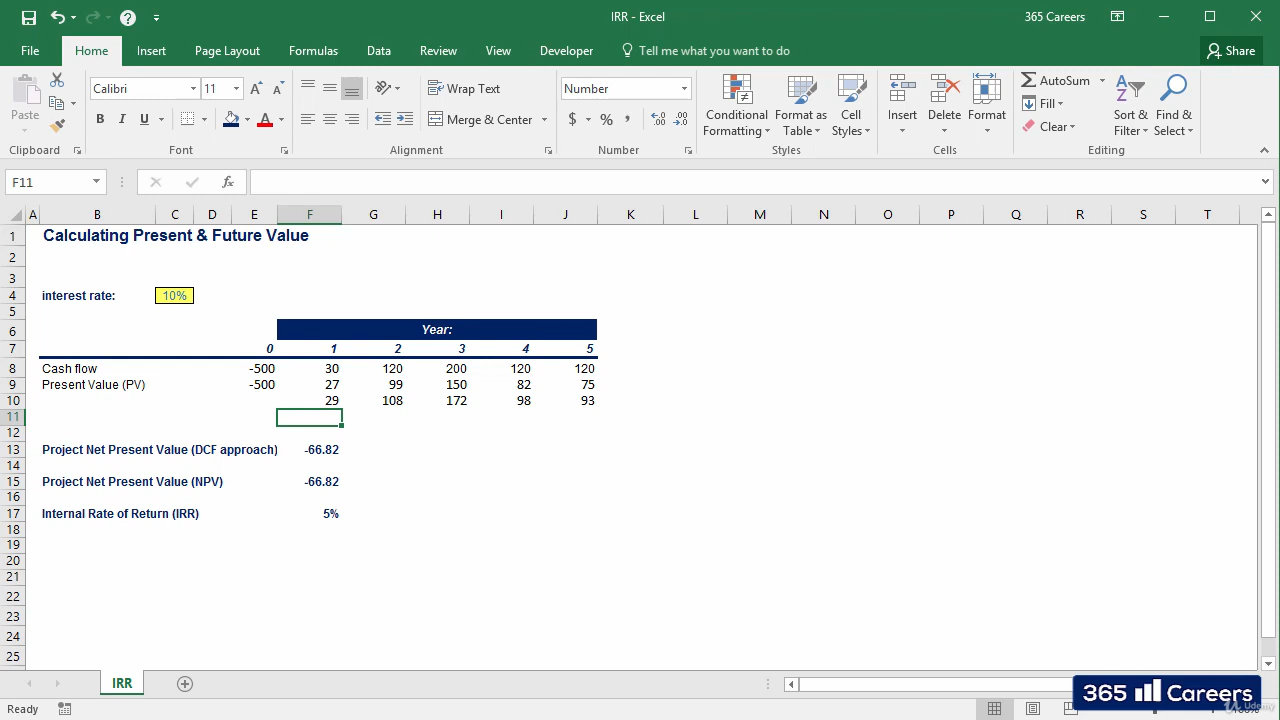 IRR - Excel
365 Careers
File Home Insert Page Layout Formulas Data Review View Developer Tell me what you want to do Share
Paste
Calibri 11
Wrap Text
Number
Conditional Formatting
Format as Table
Cell Styles
Insert
Delete
Format
AutoSum
Fill
Clear
Sort & Filter
Find & Select
B I U A
Merge & Center
$ % ,
Clipboard Font Alignment Number Styles Cells Editing
F11 fx
A B C D E F G H I J K L M N O P Q R S T
1 Calculating Present & Future Value
2
3
4 interest rate: 10%
5
6 Year:
7 0 1 2 3 4 5
8 Cash flow -500 30 120 200 120 120
9 Present Value (PV) -500 27 99 150 82 75
10 29 108 172 98 93
11
12
13 Project Net Present Value (DCF approach) -66.82
14
15 Project Net Present Value (NPV) -66.82
16
17 Internal Rate of Return (IRR) 5%
18
19
20
21
22
23
24
25
IRR
365 Careers
Ready
Udemy